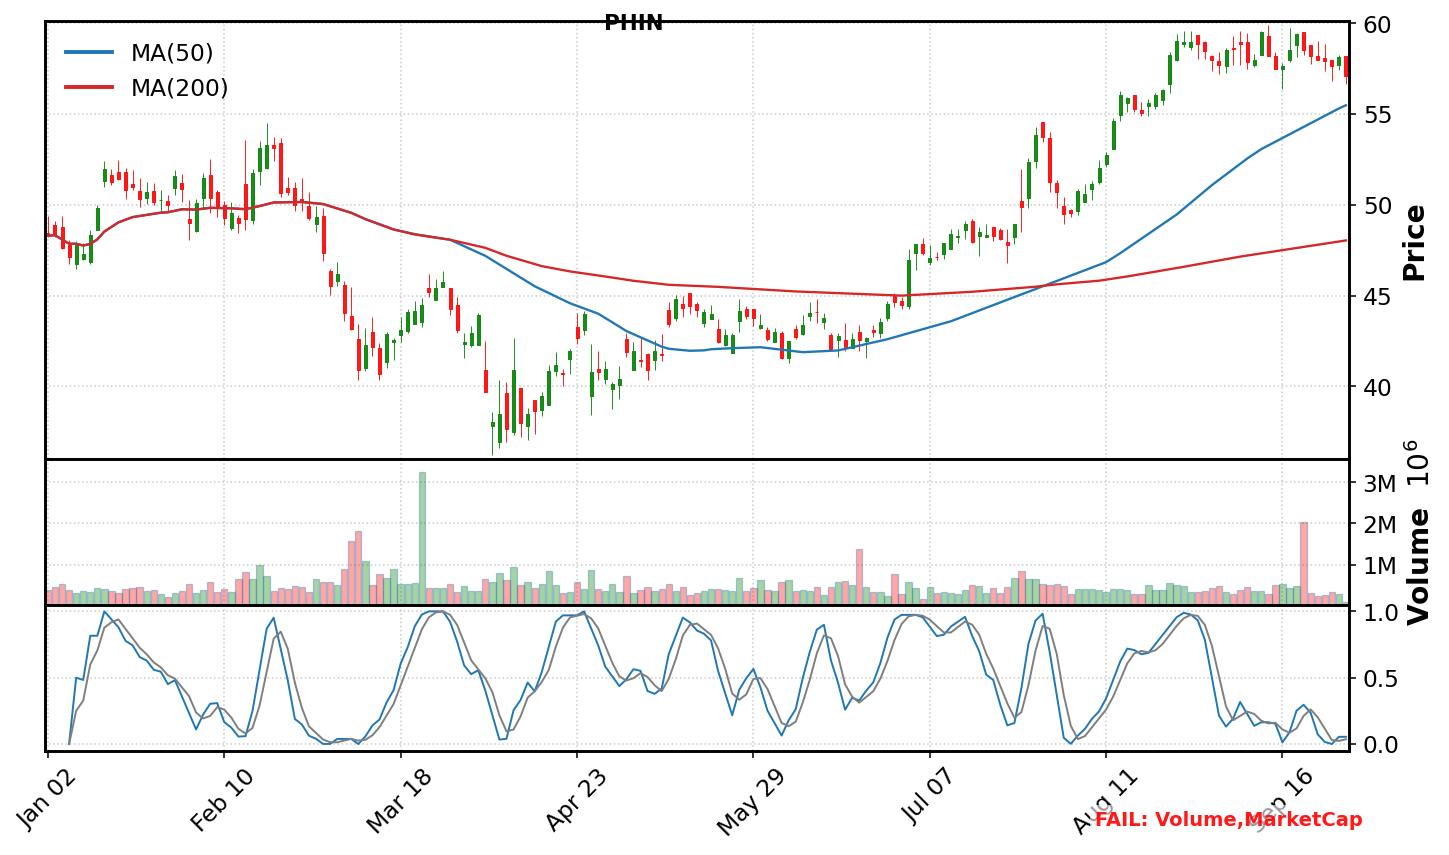 PHIN
MA(50)
MA(200)
60
55
50
45
40
Price
3M
2M
1M
Volume 10⁶
1.0
0.5
0.0
Jan 02
Feb 10
Mar 18
Apr 23
May 29
Jul 07
Aug 11
Sep 16
FAIL: Volume,MarketCap